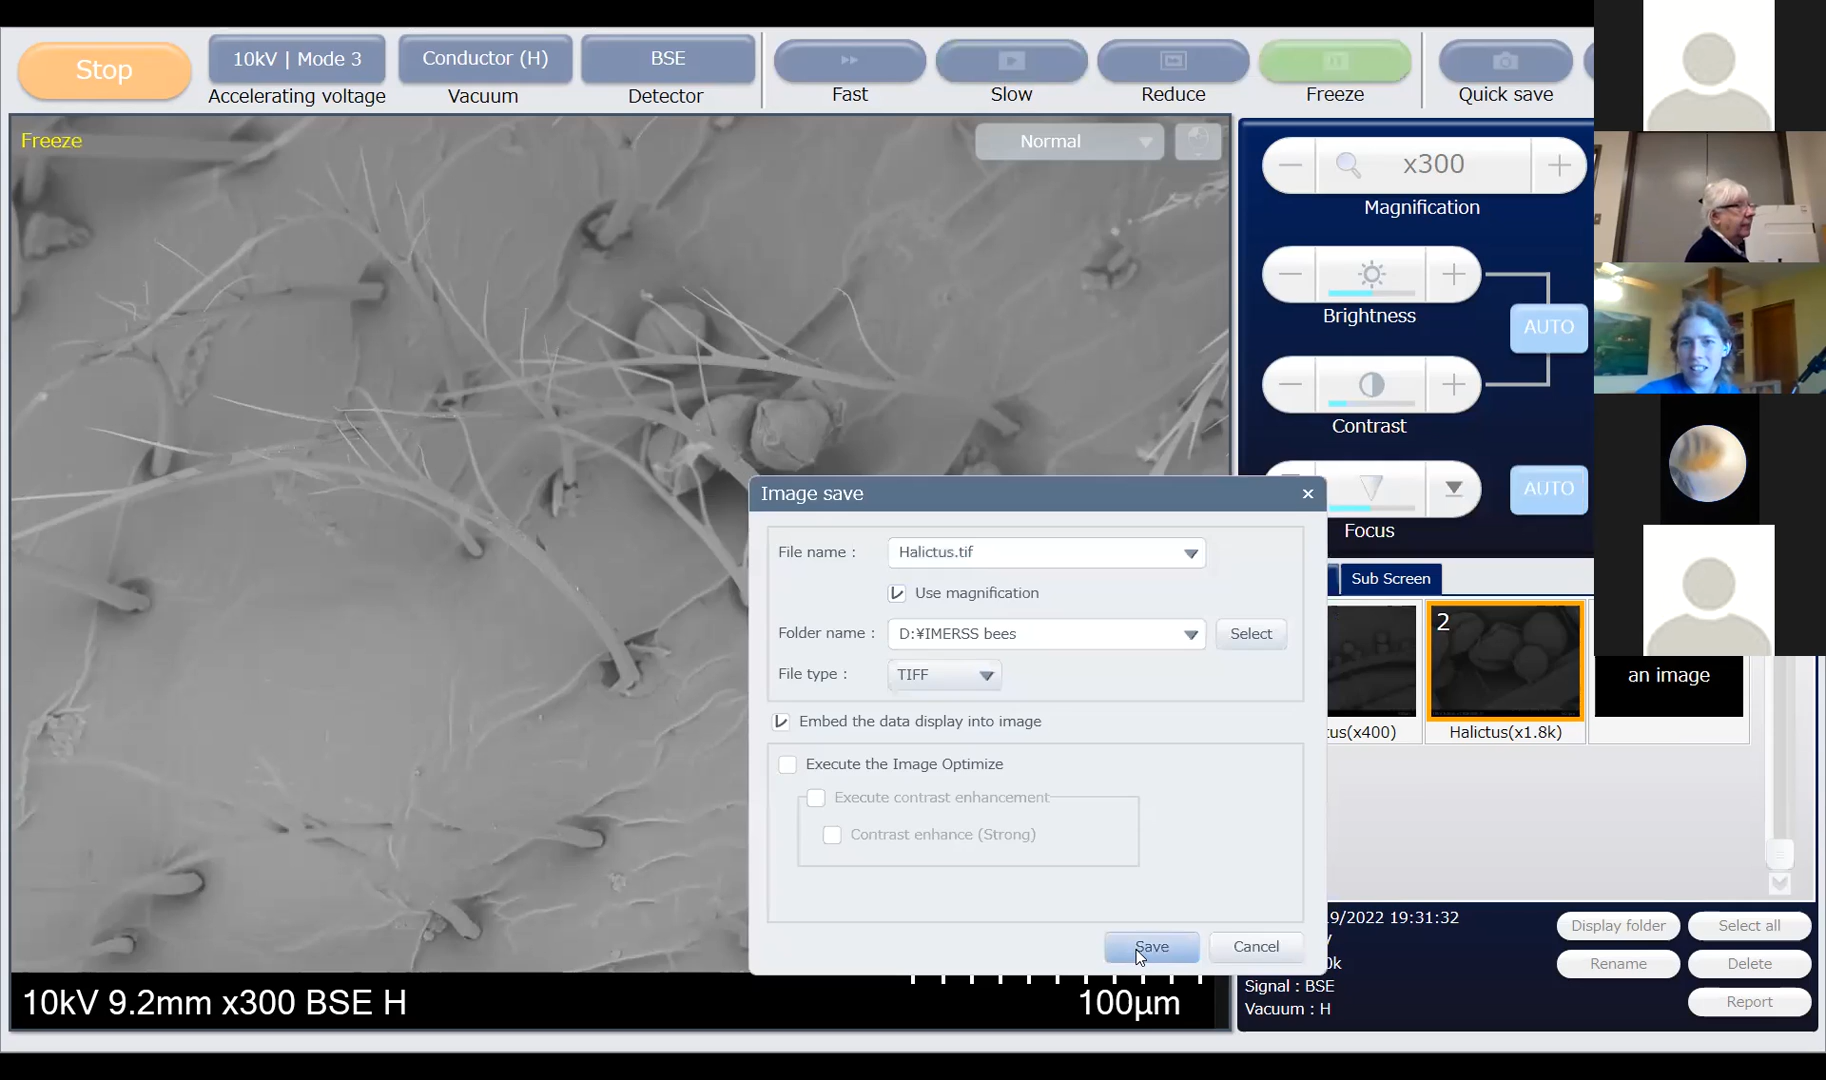 Stop
10kV | Mode 3
Accelerating voltage
Conductor (H)
Vacuum
BSE
Detector
Fast
Slow
Reduce
Freeze
Quick save
Freeze
Normal
x300
Magnification
Brightness
AUTO
Contrast
AUTO
Focus
Image save
File name :
Halictus.tif
Use magnification
Folder name :
D:¥IMERSS bees
Select
File type :
TIFF
Embed the data display into image
Execute the Image Optimize
Execute contrast enhancement
Contrast enhance (Strong)
Save
Cancel
Sub Screen
2
an image
tus(x400)
Halictus(x1.8k)
9/2022 19:31:32
0k
Signal : BSE
Vacuum : H
Display folder
Select all
Rename
Delete
Report
10kV 9.2mm x300 BSE H
100µm